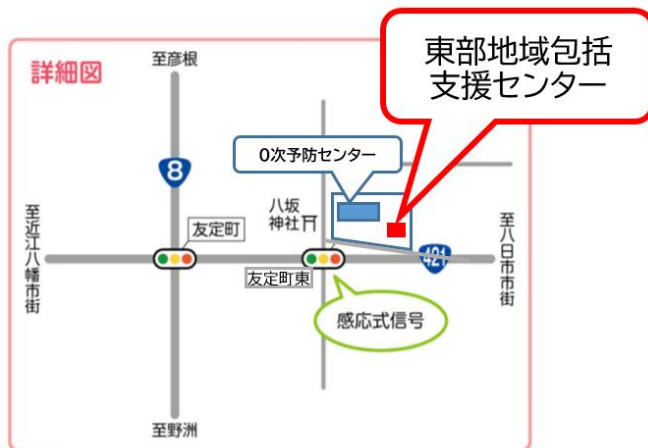 東部地域包括
支援センター
詳細図
至彦根
0次予防センター
8
八坂
神社
友定町
至近江八幡市街
至八日市市街
421
友定町東
感応式信号
至野洲